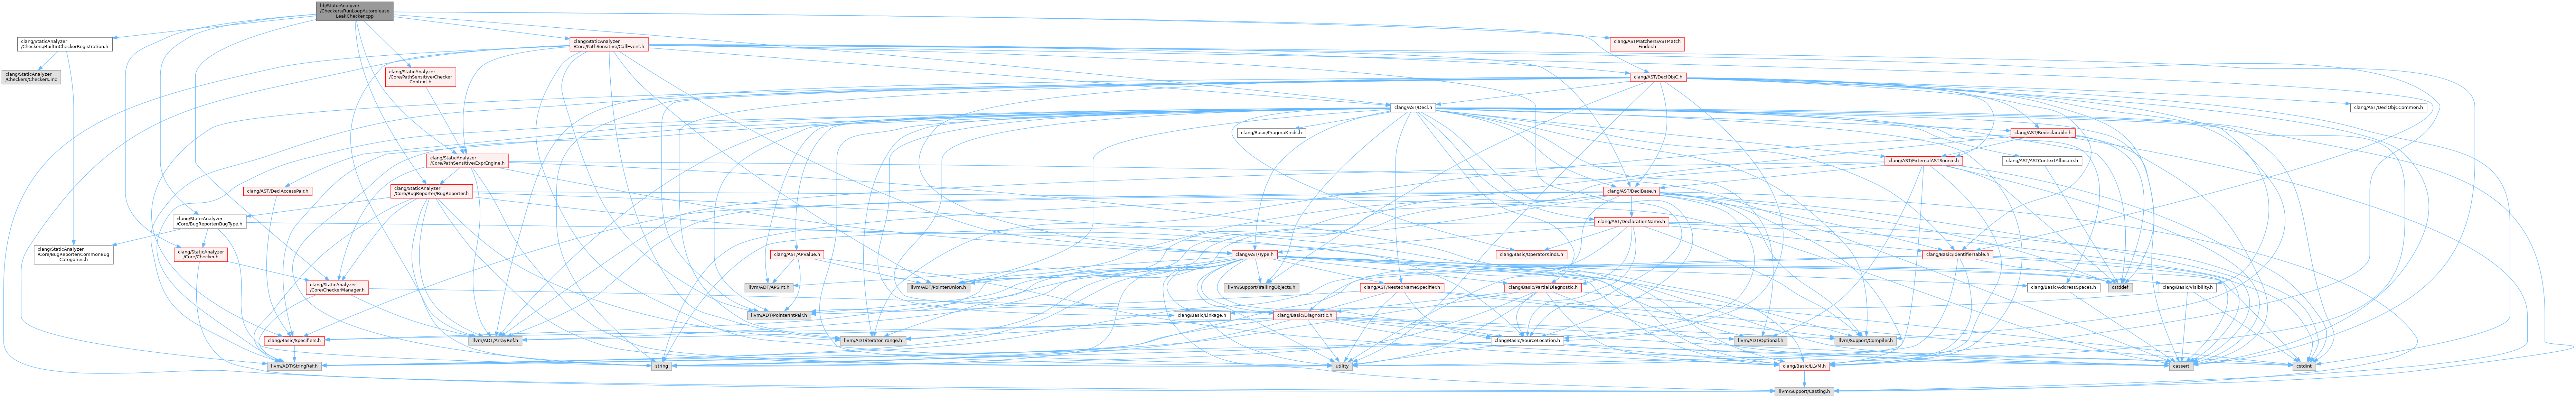 lib/StaticAnalyzer
/Checkers/RunLoopAutorelease
LeakChecker.cpp
clang/StaticAnalyzer
/Checkers/BuiltinCheckerRegistration.h
clang/StaticAnalyzer
/Core/PathSensitive/CallEvent.h
clang/ASTMatchers/ASTMatch
Finder.h
clang/StaticAnalyzer
/Checkers/Checkers.inc
clang/StaticAnalyzer
/Core/PathSensitive/Checker
Context.h
clang/AST/DeclObjC.h
clang/AST/Decl.h
clang/AST/DeclObjCCommon.h
clang/Basic/PragmaKinds.h
clang/AST/Redeclarable.h
clang/StaticAnalyzer
/Core/PathSensitive/ExprEngine.h
clang/AST/ExternalASTSource.h
clang/AST/ASTContextAllocate.h
clang/AST/DeclAccessPair.h
clang/StaticAnalyzer
/Core/BugReporter/BugReporter.h
clang/AST/DeclBase.h
clang/StaticAnalyzer
/Core/BugReporter/BugType.h
clang/AST/DeclarationName.h
clang/StaticAnalyzer
/Core/BugReporter/CommonBug
Categories.h
clang/StaticAnalyzer
/Core/Checker.h
clang/AST/APValue.h
clang/AST/Type.h
clang/Basic/OperatorKinds.h
clang/Basic/IdentifierTable.h
clang/StaticAnalyzer
/Core/CheckerManager.h
llvm/ADT/APSInt.h
llvm/ADT/PointerUnion.h
llvm/Support/TrailingObjects.h
clang/AST/NestedNameSpecifier.h
clang/Basic/PartialDiagnostic.h
clang/Basic/AddressSpaces.h
cstddef
clang/Basic/Visibility.h
llvm/ADT/PointerIntPair.h
clang/Basic/Linkage.h
clang/Basic/Diagnostic.h
clang/Basic/Specifiers.h
llvm/ADT/ArrayRef.h
llvm/ADT/iterator_range.h
clang/Basic/SourceLocation.h
llvm/ADT/Optional.h
llvm/Support/Compiler.h
llvm/ADT/StringRef.h
string
utility
clang/Basic/LLVM.h
cassert
cstdint
llvm/Support/Casting.h